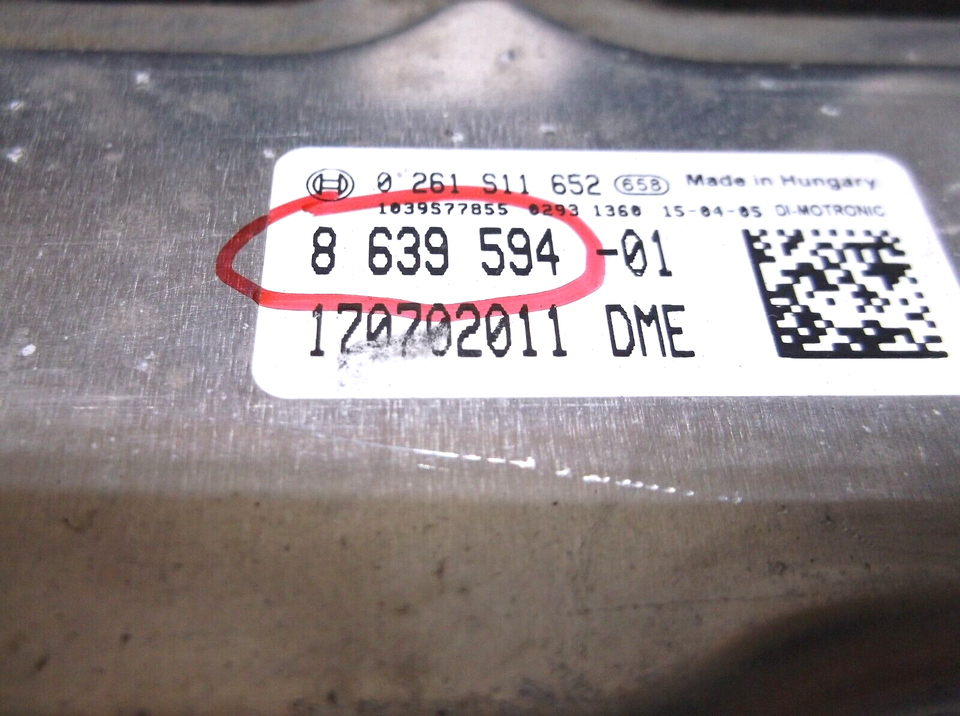 0 261 S11 652 658 Made in Hungary
1039S77855 0293 1360 15-04-05 DI-MOTRONIC
8 639 594 -01
170702011 DME